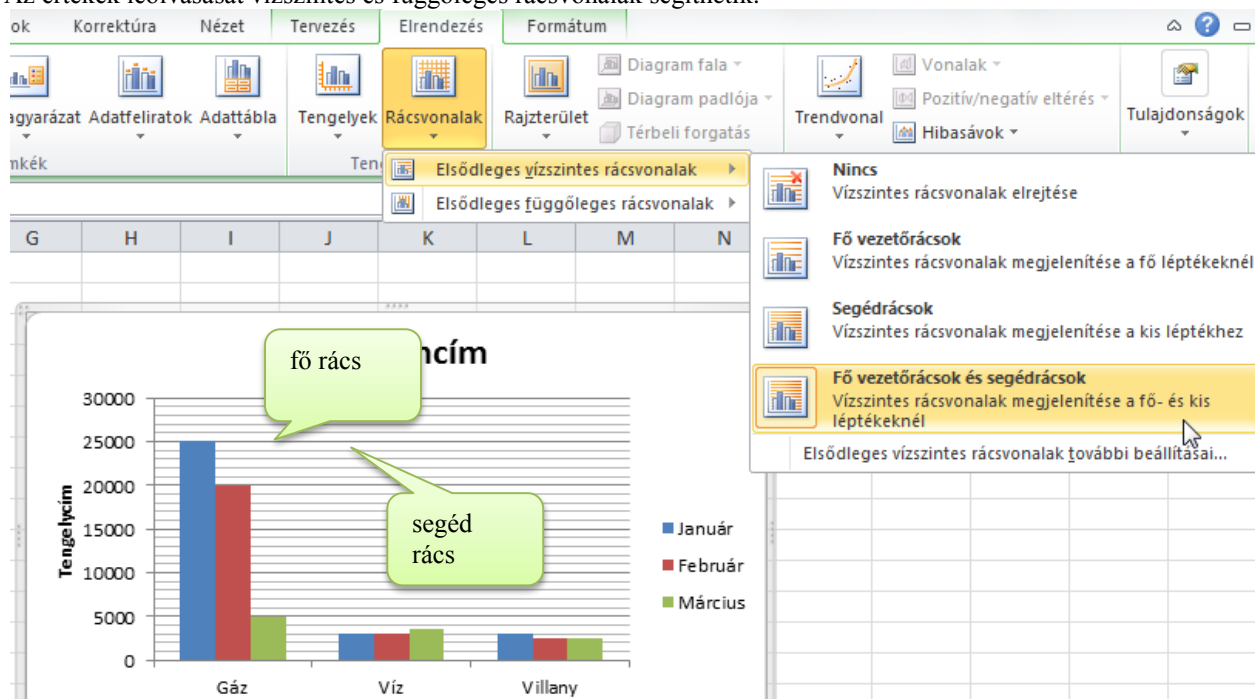 Az értékek leolvasását vízszintes és függőleges rácsvonalak segíthetik.
ok Korrektúra Nézet Tervezés Elrendezés Formátum
agyarázat Adatfeliratok Adattábla Tengelyek Rácsvonalak Rajzterület
Diagram fala
Diagram padlója
Térbeli forgatás
Trendvonal
Vonalak
Pozitív/negatív eltérés
Hibasávok
Tulajdonságok
mkék
Ten
Elsődleges vízszintes rácsvonalak
Elsődleges függőleges rácsvonalak
Nincs
Vízszintes rácsvonalak elrejtése
Fő vezetőrácsok
Vízszintes rácsvonalak megjelenítése a fő léptékeknél
Segédrácsok
Vízszintes rácsvonalak megjelenítése a kis léptékhez
Fő vezetőrácsok és segédrácsok
Vízszintes rácsvonalak megjelenítése a fő- és kis
léptékeknél
Elsődleges vízszintes rácsvonalak további beállításai...
G H I J K L M N
ncím
fő rács
segéd
rács
Tengelycím
30000
25000
20000
15000
10000
5000
0
Gáz Víz Villany
Január
Február
Március